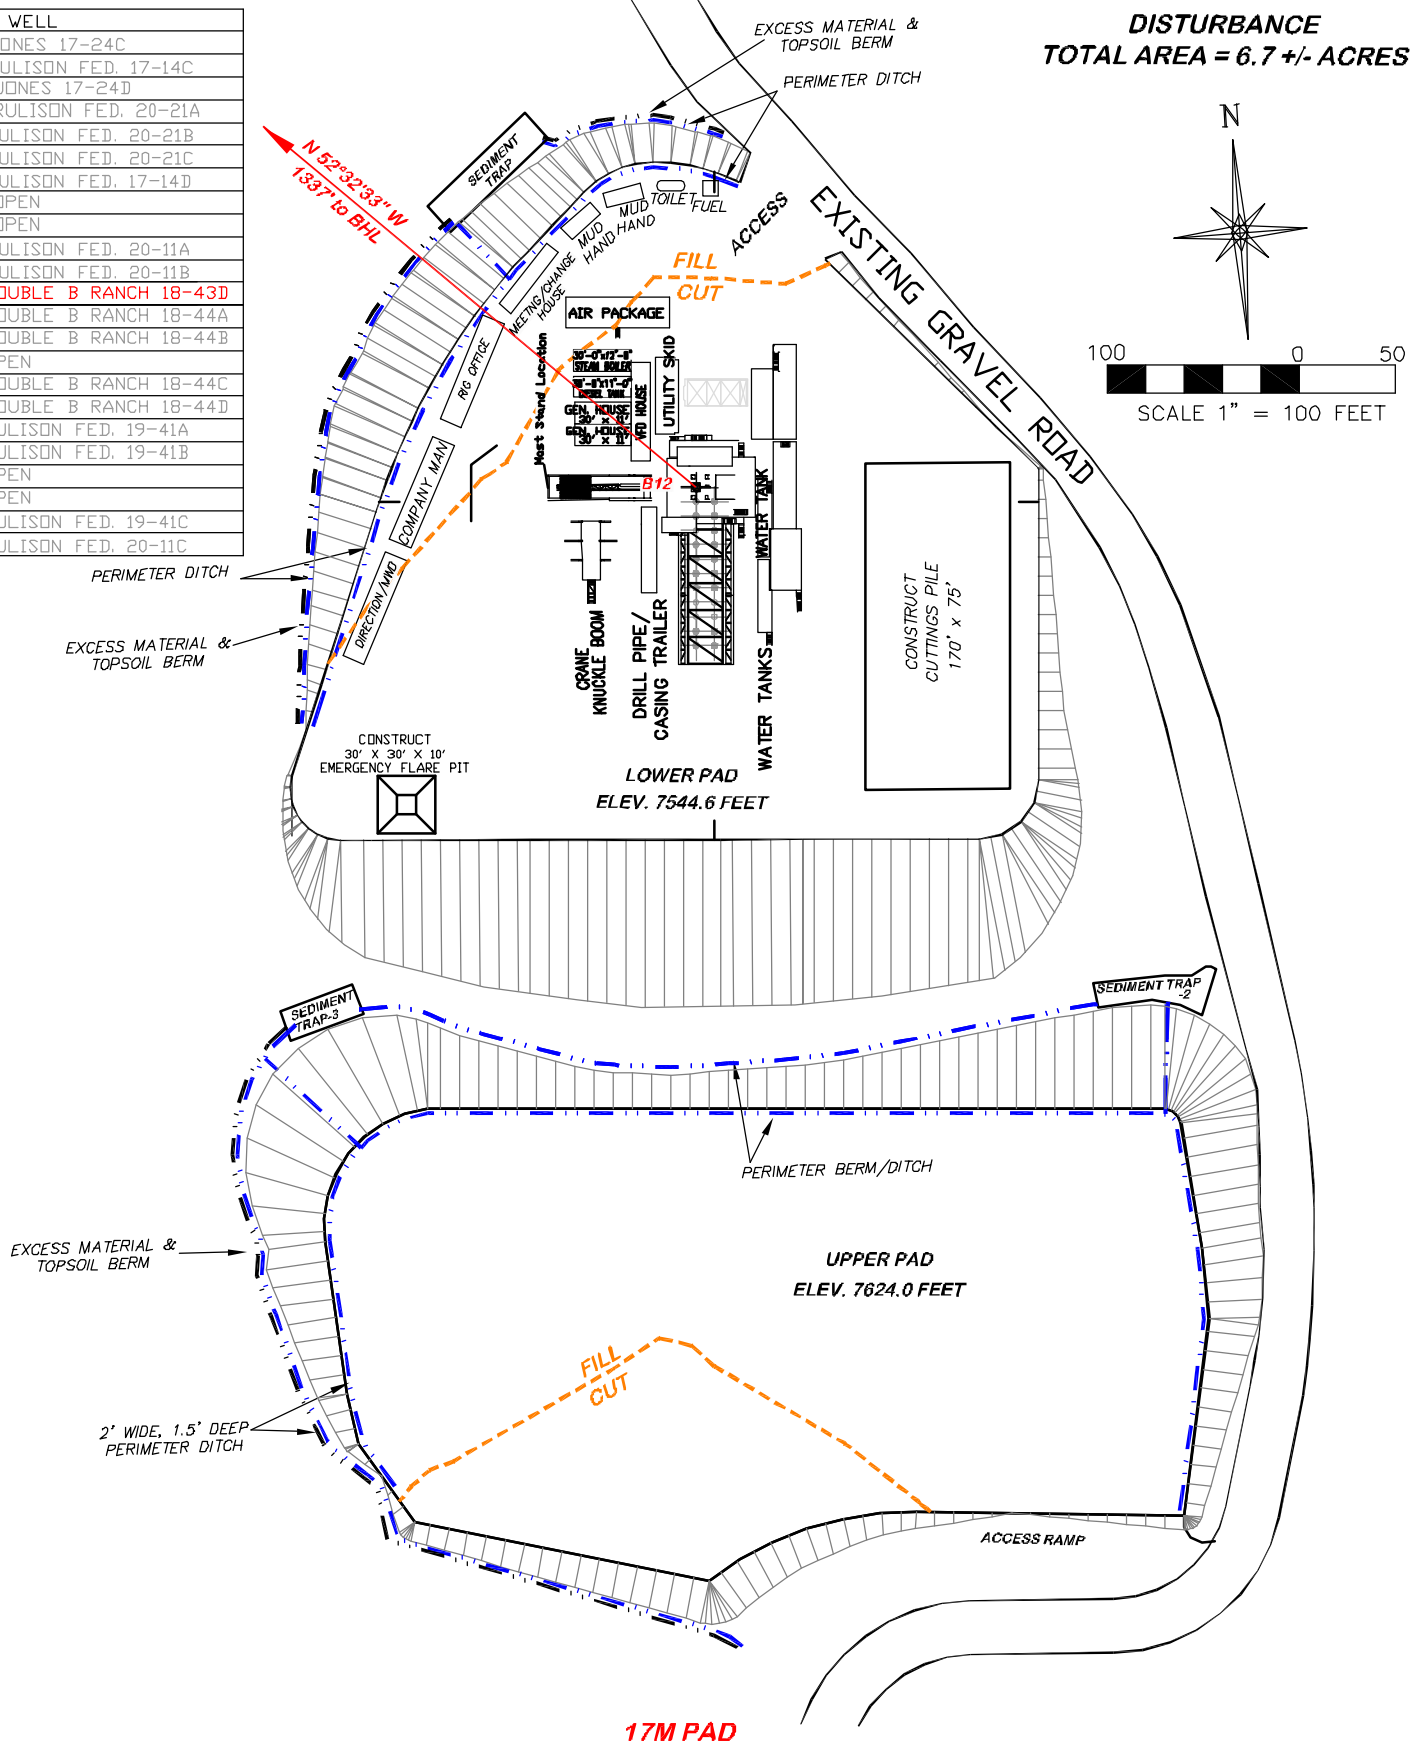 WELL
ONES 17-24C
ULISON FED. 17-14C
JONES 17-24D
RULISON FED. 20-21A
ULISON FED. 20-21B
ULISON FED. 20-21C
ULISON FED. 17-14D
OPEN
OPEN
ULISON FED. 20-11A
ULISON FED. 20-11B
OUBLE B RANCH 18-43D
OUBLE B RANCH 18-44A
OUBLE B RANCH 18-44B
PEN
OUBLE B RANCH 18-44C
OUBLE B RANCH 18-44D
ULISON FED. 19-41A
ULISON FED. 19-41B
PEN
PEN
ULISON FED. 19-41C
ULISON FED. 20-11C
EXCESS MATERIAL &
TOPSOIL BERM
PERIMETER DITCH
DISTURBANCE
TOTAL AREA = 6.7 +/- ACRES
N
100
0
50
SCALE 1" = 100 FEET
SEDIMENT
TRAP
N 52°32'33" W
1337' to BHL
MUD
HAND
MUD
HAND
TOILET
FUEL
ACCESS
EXISTING GRAVEL ROAD
FILL
CUT
MEETNG/CHANGE
HOUSE
RIG OFFICE
COMPANY MAN
DIRECTION/MWD
AIR PACKAGE
Mast Stand Location
STEAM BOILER
GEN. HOUSE
GEN. HOUSE
30' x 11'
VFD HOUSE
UTILITY SKID
B12
WATER TANK
CRANE
KNUCKLE BOOM
DRILL PIPE/
CASING TRAILER
WATER TANKS
CONSTRUCT
CUTTINGS PILE
170' x 75'
PERIMETER DITCH
EXCESS MATERIAL &
TOPSOIL BERM
CONSTRUCT
30' X 30' X 10'
EMERGENCY FLARE PIT
LOWER PAD
ELEV. 7544.6 FEET
SEDIMENT
TRAP-3
SEDIMENT TRAP
-2
PERIMETER BERM/DITCH
EXCESS MATERIAL &
TOPSOIL BERM
UPPER PAD
ELEV. 7624.0 FEET
FILL
CUT
2' WIDE, 1.5' DEEP
PERIMETER DITCH
ACCESS RAMP
17M PAD